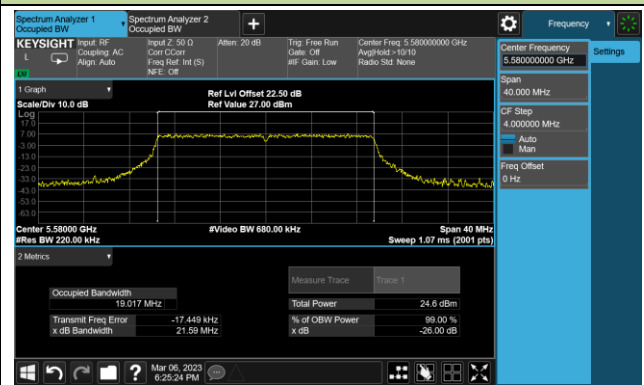 Spectrum Analyzer 1
Occupied BW
Spectrum Analyzer 2
Occupied BW
+
Frequency
KEYSIGHT
L
Input: RF
Coupling: AC
Align: Auto
Input Z: 50 Ω
Corr CCorr
Freq Ref: Int (S)
NFE: Off
Atten: 20 dB
Trig: Free Run
Gate: Off
#IF Gain: Low
Center Freq: 5.580000000 GHz
Avg|Hold:>10/10
Radio Std: None
Center Frequency
5.580000000 GHz
Settings
Span
40.000 MHz
CF Step
4.000000 MHz
Auto
Man
Freq Offset
0 Hz
1 Graph
Scale/Div 10.0 dB
Ref Lvl Offset 22.50 dB
Ref Value 27.00 dBm
Log
17.0
7.00
-3.00
-13.0
-23.0
-33.0
-43.0
-53.0
-63.0
Center 5.58000 GHz
#Video BW 680.00 kHz
Span 40 MHz
#Res BW 220.00 kHz
Sweep 1.07 ms (2001 pts)
2 Metrics
Measure Trace
Trace 1
Occupied Bandwidth
19.017 MHz
Total Power
24.6 dBm
Transmit Freq Error
-17.449 kHz
% of OBW Power
99.00 %
x dB Bandwidth
21.59 MHz
x dB
-26.00 dB
?
Mar 06, 2023
6:25:24 PM